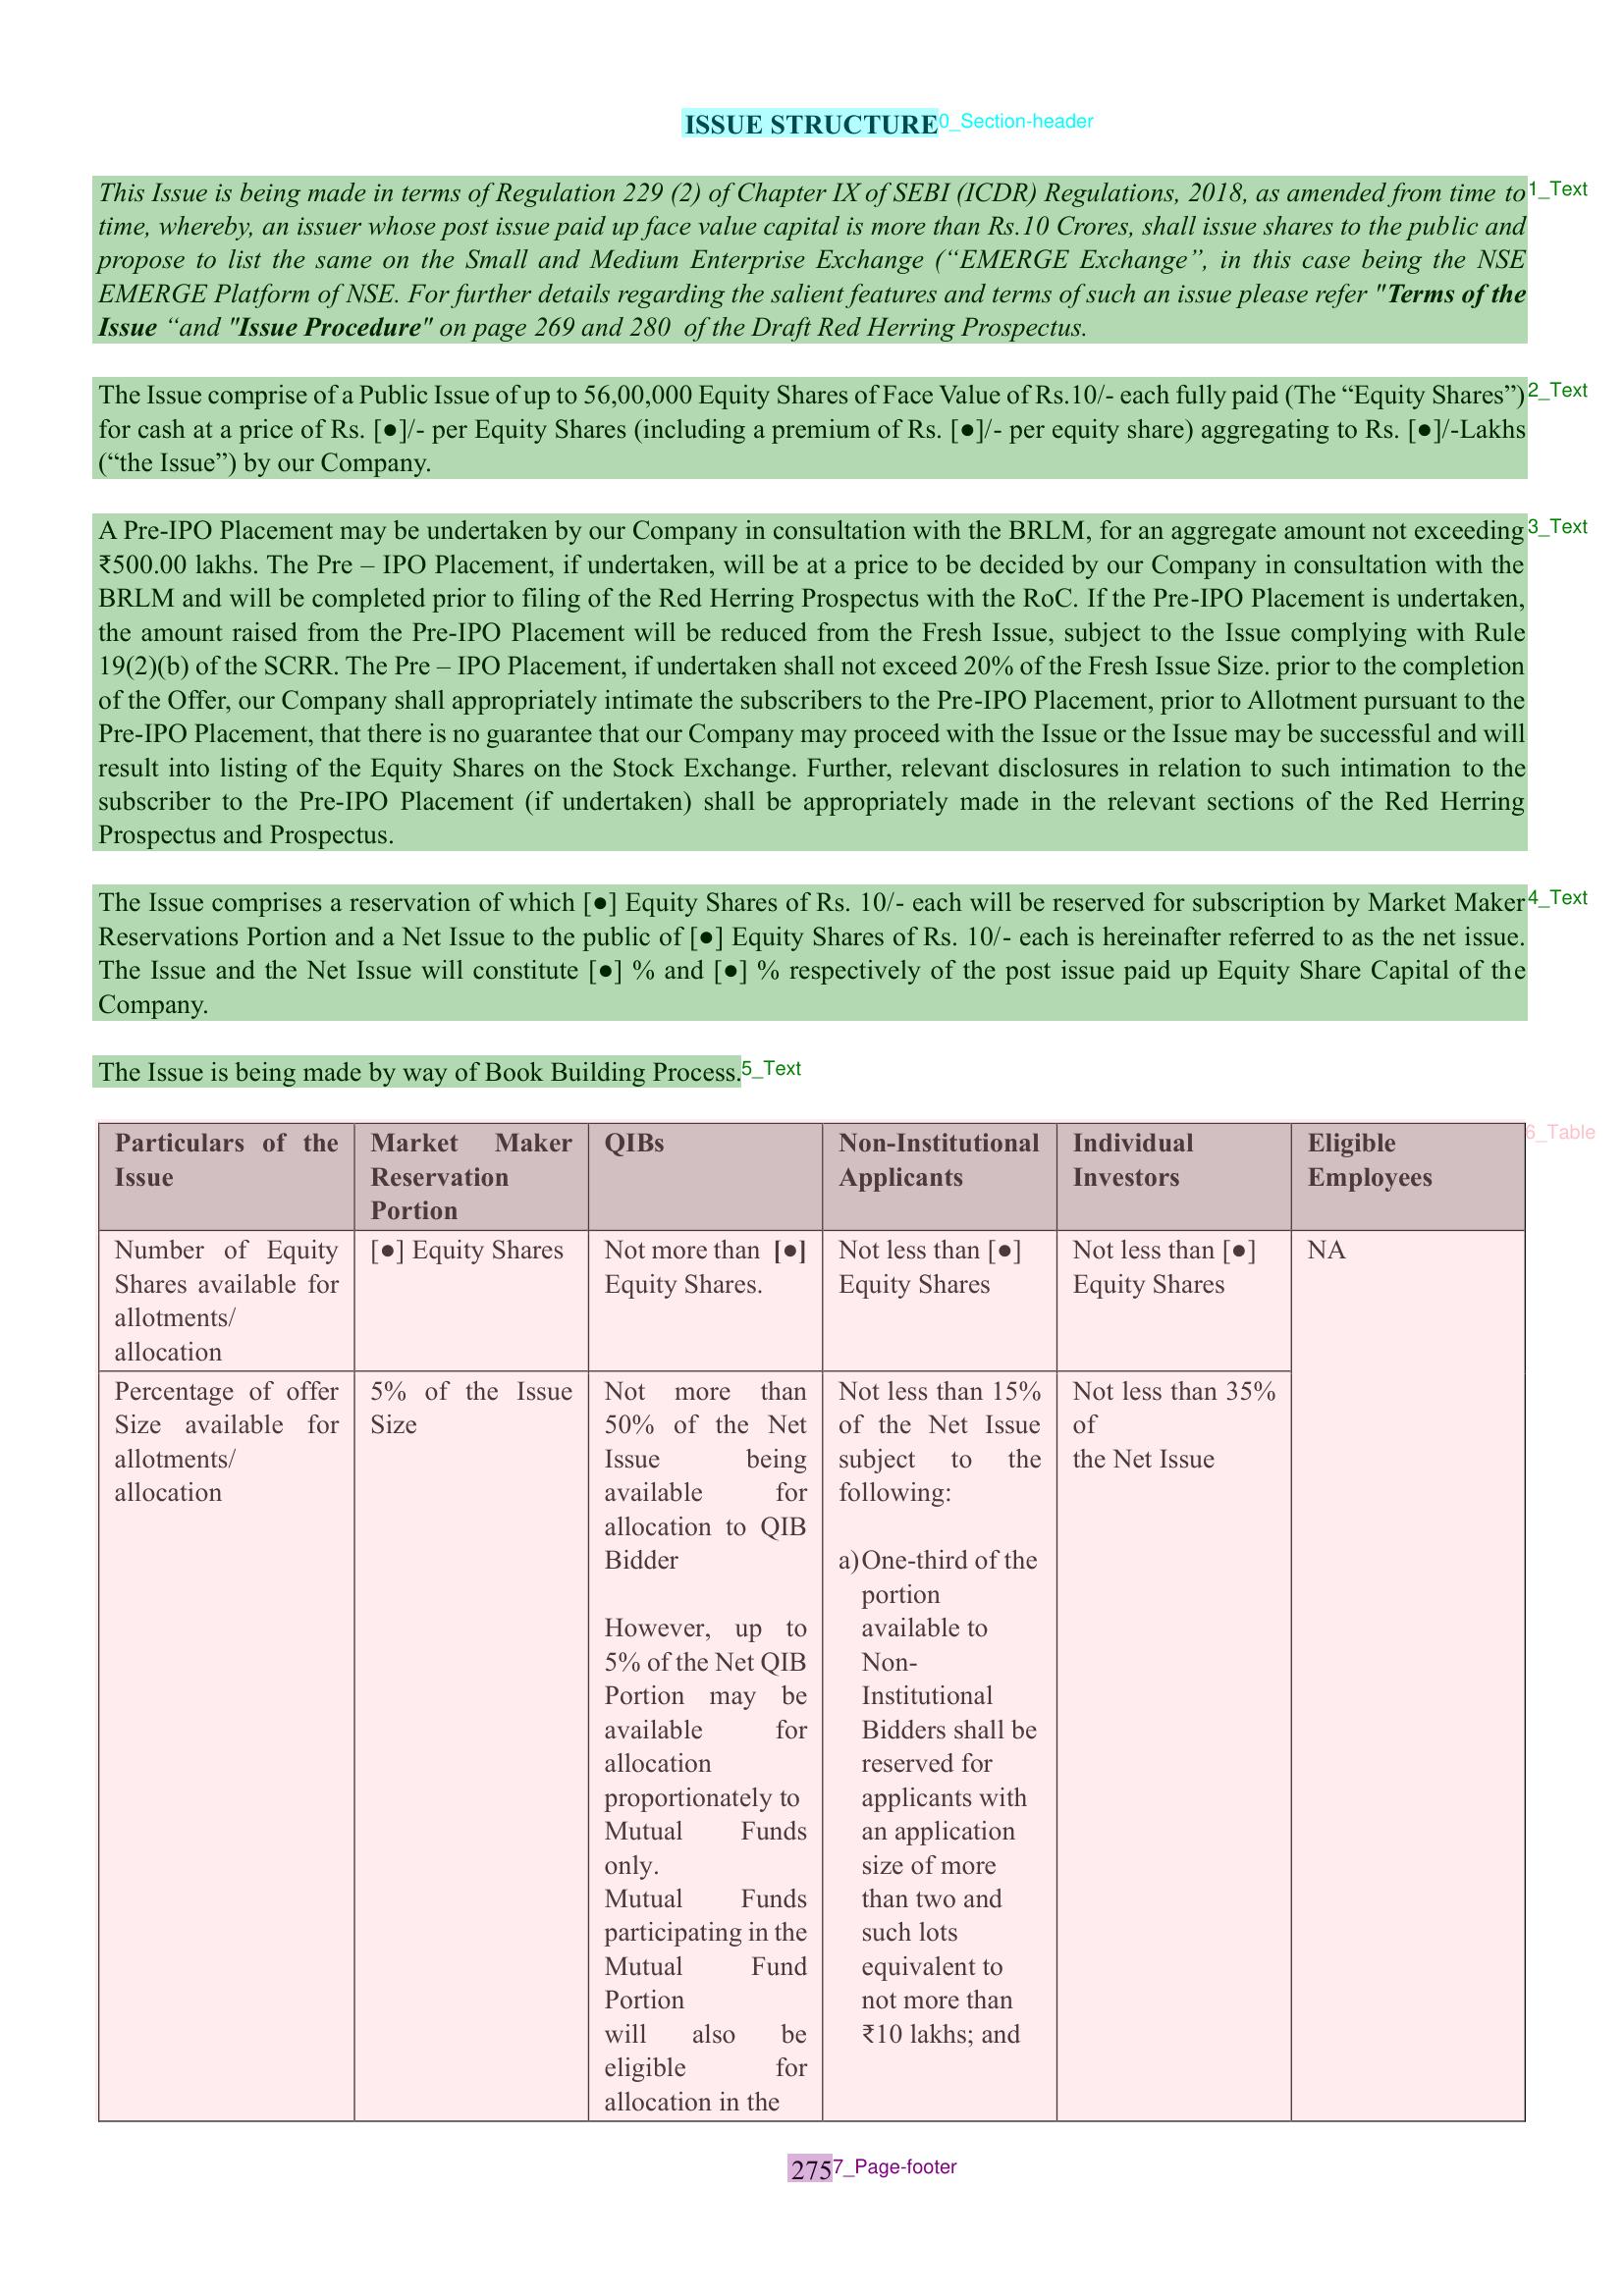 ISSUE STRUCTURE0_Section-header
This Issue is being made in terms of Regulation 229 (2) of Chapter IX of SEBI (ICDR) Regulations, 2018, as amended from time to 1_Text
time, whereby, an issuer whose post issue paid up face value capital is more than Rs.10 Crores, shall issue shares to the public and
propose to list the same on the Small and Medium Enterprise Exchange (“EMERGE Exchange”, in this case being the NSE
EMERGE Platform of NSE. For further details regarding the salient features and terms of such an issue please refer "Terms of the
Issue “and "Issue Procedure" on page 269 and 280 of the Draft Red Herring Prospectus.
The Issue comprise of a Public Issue of up to 56,00,000 Equity Shares of Face Value of Rs.10/- each fully paid (The “Equity Shares”) 2_Text
for cash at a price of Rs. [●]/- per Equity Shares (including a premium of Rs. [●]/- per equity share) aggregating to Rs. [●]/-Lakhs
(“the Issue”) by our Company.
A Pre-IPO Placement may be undertaken by our Company in consultation with the BRLM, for an aggregate amount not exceeding 3_Text
₹500.00 lakhs. The Pre – IPO Placement, if undertaken, will be at a price to be decided by our Company in consultation with the
BRLM and will be completed prior to filing of the Red Herring Prospectus with the RoC. If the Pre-IPO Placement is undertaken,
the amount raised from the Pre-IPO Placement will be reduced from the Fresh Issue, subject to the Issue complying with Rule
19(2)(b) of the SCRR. The Pre – IPO Placement, if undertaken shall not exceed 20% of the Fresh Issue Size. prior to the completion
of the Offer, our Company shall appropriately intimate the subscribers to the Pre-IPO Placement, prior to Allotment pursuant to the
Pre-IPO Placement, that there is no guarantee that our Company may proceed with the Issue or the Issue may be successful and will
result into listing of the Equity Shares on the Stock Exchange. Further, relevant disclosures in relation to such intimation to the
subscriber to the Pre-IPO Placement (if undertaken) shall be appropriately made in the relevant sections of the Red Herring
Prospectus and Prospectus.
The Issue comprises a reservation of which [●] Equity Shares of Rs. 10/- each will be reserved for subscription by Market Maker 4_Text
Reservations Portion and a Net Issue to the public of [●] Equity Shares of Rs. 10/- each is hereinafter referred to as the net issue.
The Issue and the Net Issue will constitute [●] % and [●] % respectively of the post issue paid up Equity Share Capital of the
Company.
The Issue is being made by way of Book Building Process. 5_Text
6_Table
Particulars of the
Issue
Market Maker
Reservation
Portion
QIBs
Non-Institutional
Applicants
Individual
Investors
Eligible
Employees
Number of Equity
Shares available for
allotments/
allocation
[●] Equity Shares
Not more than [●]
Equity Shares.
Not less than [●]
Equity Shares
Not less than [●]
Equity Shares
NA
Percentage of offer
Size available for
allotments/
allocation
5% of the Issue
Size
Not more than
50% of the Net
Issue being
available for
allocation to QIB
Bidder
However, up to
5% of the Net QIB
Portion may be
available for
allocation
proportionately to
Mutual Funds
only.
Mutual Funds
participating in the
Mutual Fund
Portion
will also be
eligible for
allocation in the
Not less than 15%
of the Net Issue
subject to the
following:
a) One-third of the
portion
available to
Non-
Institutional
Bidders shall be
reserved for
applicants with
an application
size of more
than two and
such lots
equivalent to
not more than
₹10 lakhs; and
Not less than 35%
of
the Net Issue
275 7_Page-footer